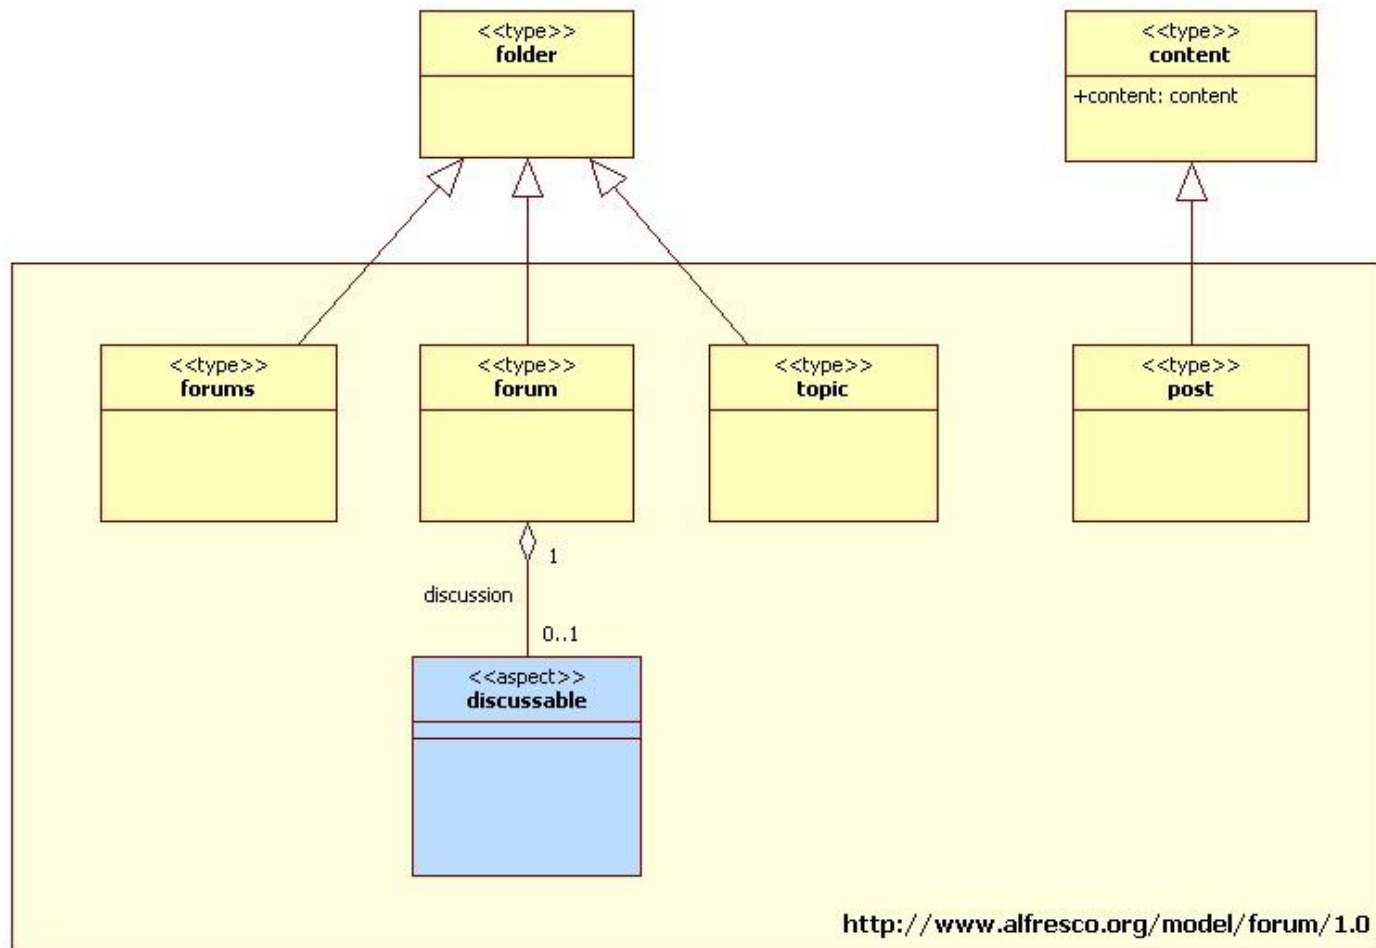 <<type>>
folder
<<type>>
content
+content: content
<<type>>
forums
<<type>>
forum
<<type>>
topic
<<type>>
post
1
discussion
0..1
<<aspect>>
discussable
http://www.alfresco.org/model/forum/1.0